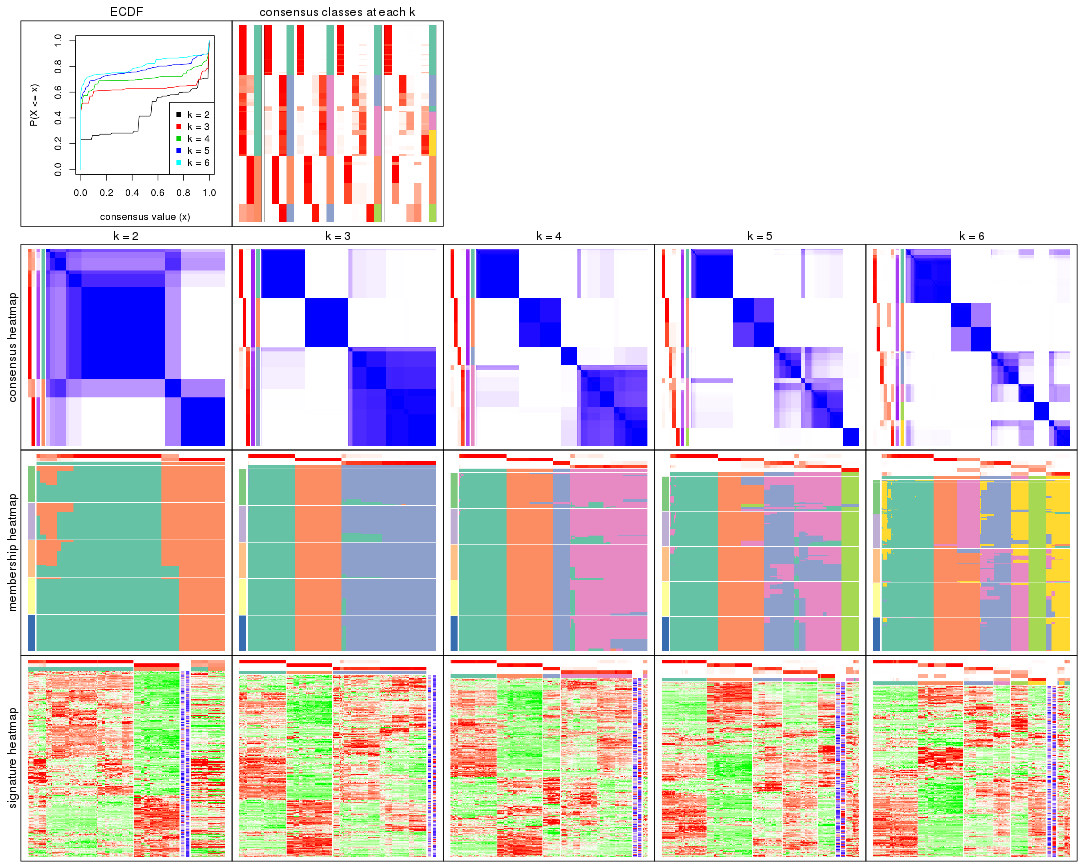 ECDF
consensus classes at each k
P(X <= x)
0.0
0.2
0.4
0.6
0.8
1.0
k = 2
k = 3
k = 4
k = 5
k = 6
0.0 0.2 0.4 0.6 0.8 1.0
consensus value (x)
k = 2
k = 3
k = 4
k = 5
k = 6
consensus heatmap
membership heatmap
signature heatmap